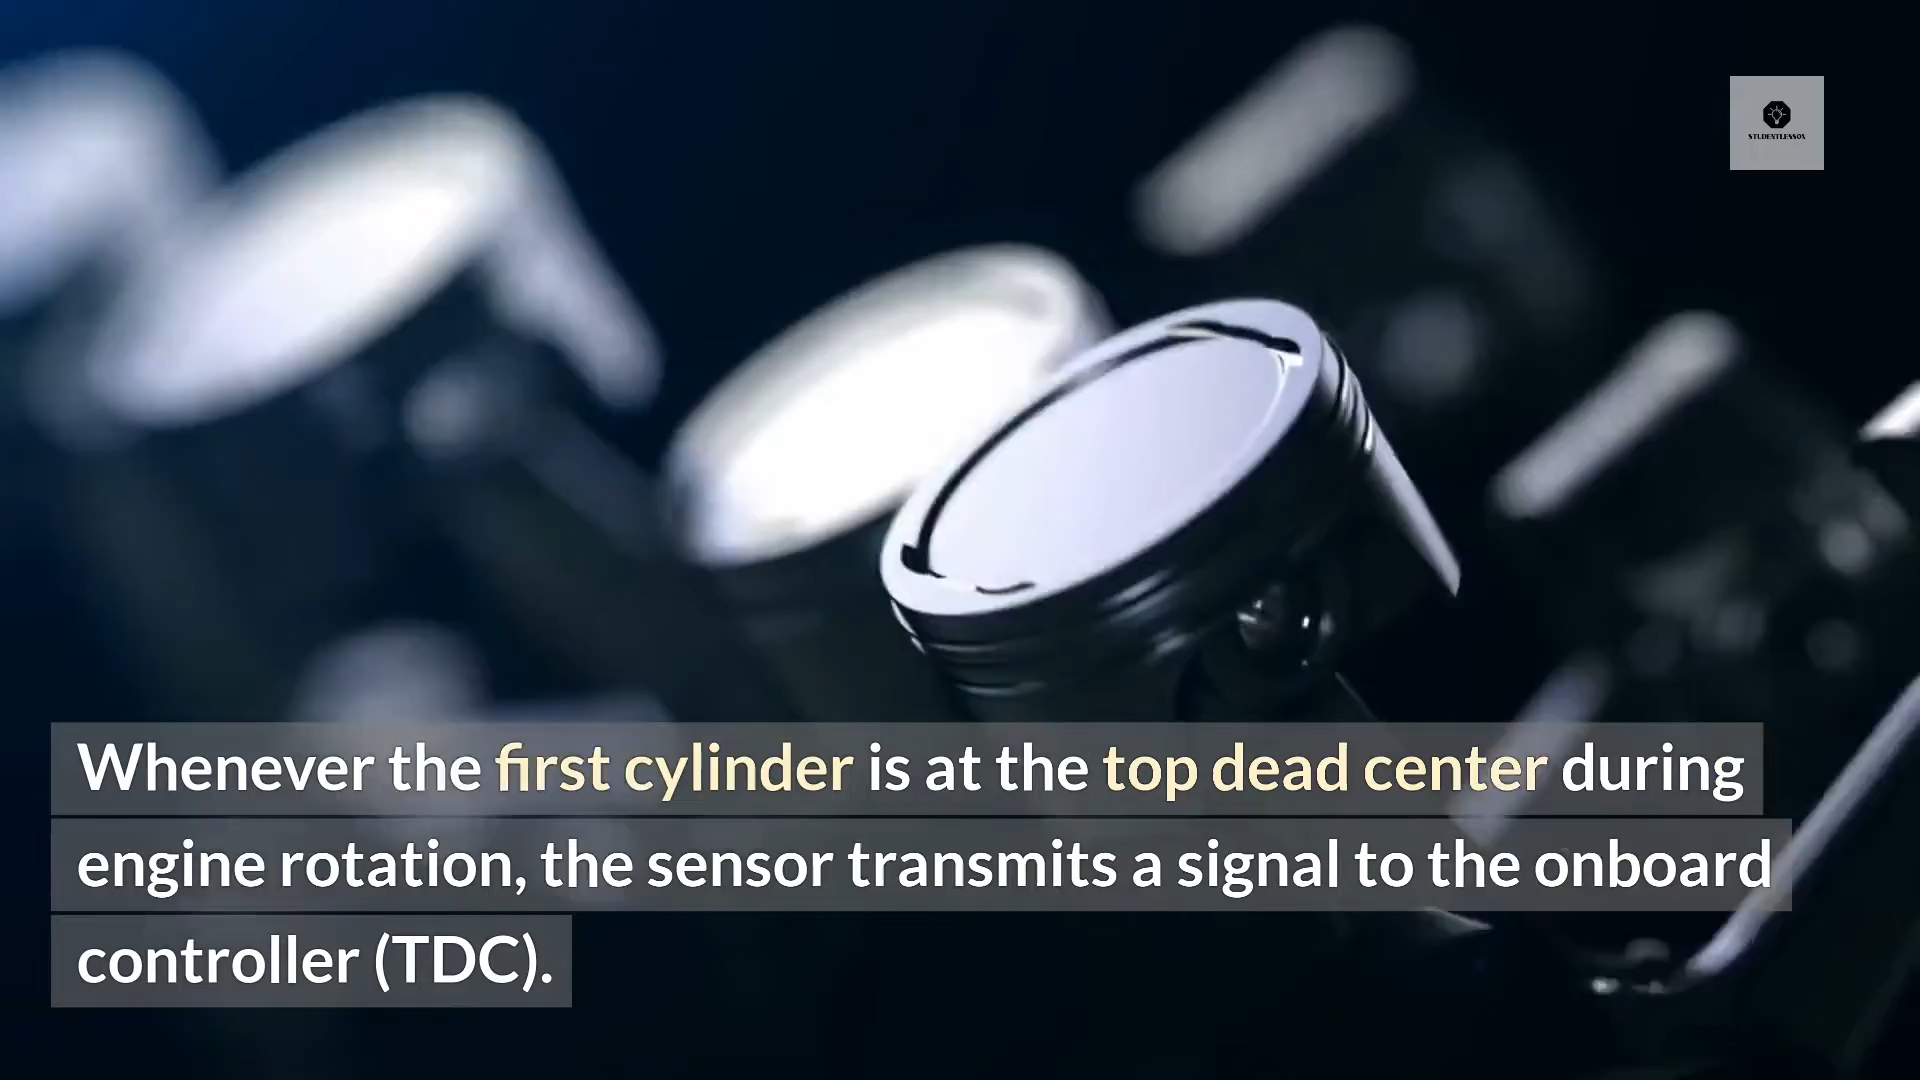 STUDENTLESSON
Whenever the first cylinder is at the top dead center during
engine rotation, the sensor transmits a signal to the onboard
controller (TDC).